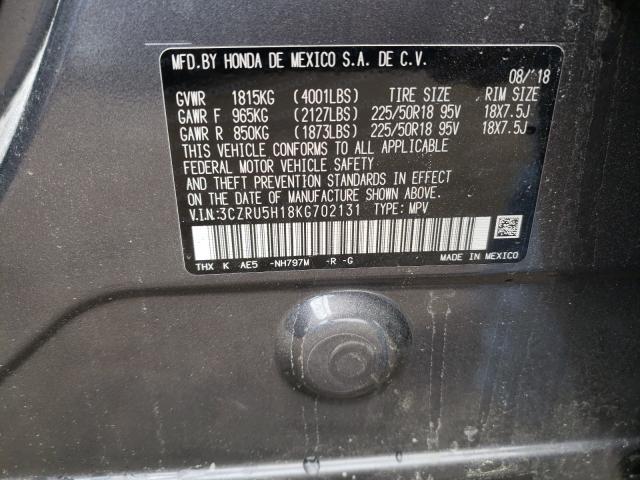 MFD.BY HONDA DE MEXICO S.A. DE C.V.
08/'18
GVWR 1815KG (4001LBS) TIRE SIZE RIM SIZE
GAWR F 965KG (2127LBS) 225/50R18 95V 18X7.5J
GAWR R 850KG (1873LBS) 225/50R18 95V 18X7.5J
THIS VEHICLE CONFORMS TO ALL APPLICABLE
FEDERAL MOTOR VEHICLE SAFETY
AND THEFT PREVENTION STANDARDS IN EFFECT
ON THE DATE OF MANUFACTURE SHOWN ABOVE.
V.I.N:3CZRU5H18KG702131 TYPE: MPV
THX K AE5 -NH797M -R -G MADE IN MEXICO